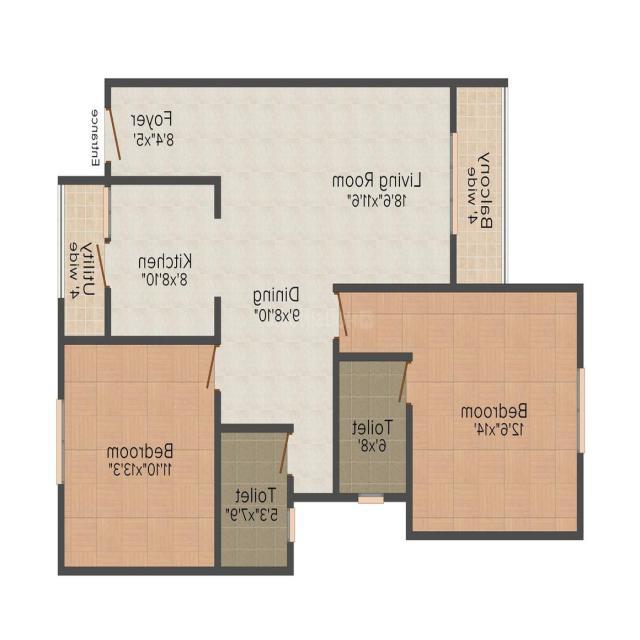 Foyer
8'4"x5'
Entrance
Living Room
18'6"x11'6"
4' wide
Balcony
Kitchen
8'x8'10"
4' wide
Utility
Dining
9'x8'10"
Bedroom
12'6"x14'
Toilet
6'x8'
Bedroom
11'10"x13'3"
Toilet
5'3"x7'9"